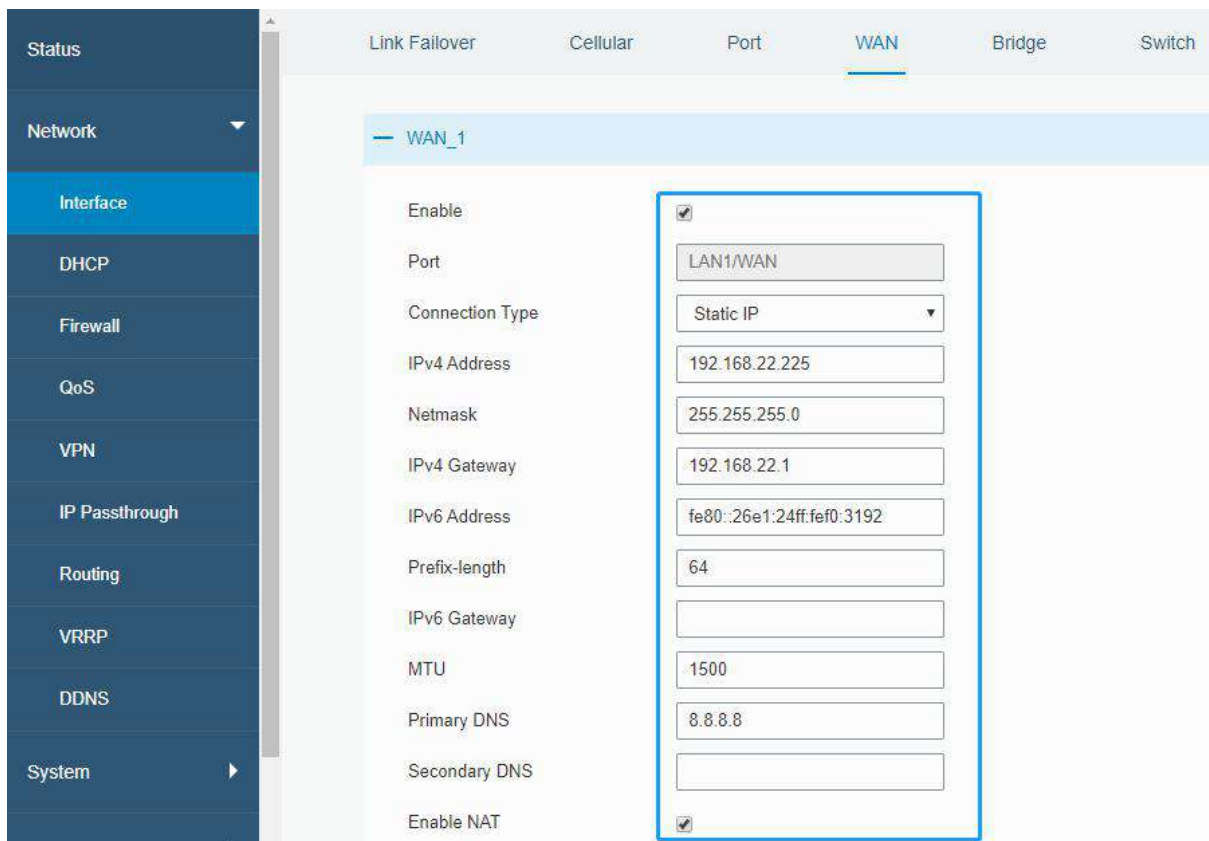 Status
Network
Interface
DHCP
Firewall
QoS
VPN
IP Passthrough
Routing
VRRP
DDNS
System
Link Failover Cellular Port WAN Bridge Switch
WAN_1
Enable
Port LAN1/WAN
Connection Type Static IP
IPv4 Address 192.168.22.225
Netmask 255.255.255.0
IPv4 Gateway 192.168.22.1
IPv6 Address fe80::26e1:24ff:fef0:3192
Prefix-length 64
IPv6 Gateway
MTU 1500
Primary DNS 8.8.8.8
Secondary DNS
Enable NAT